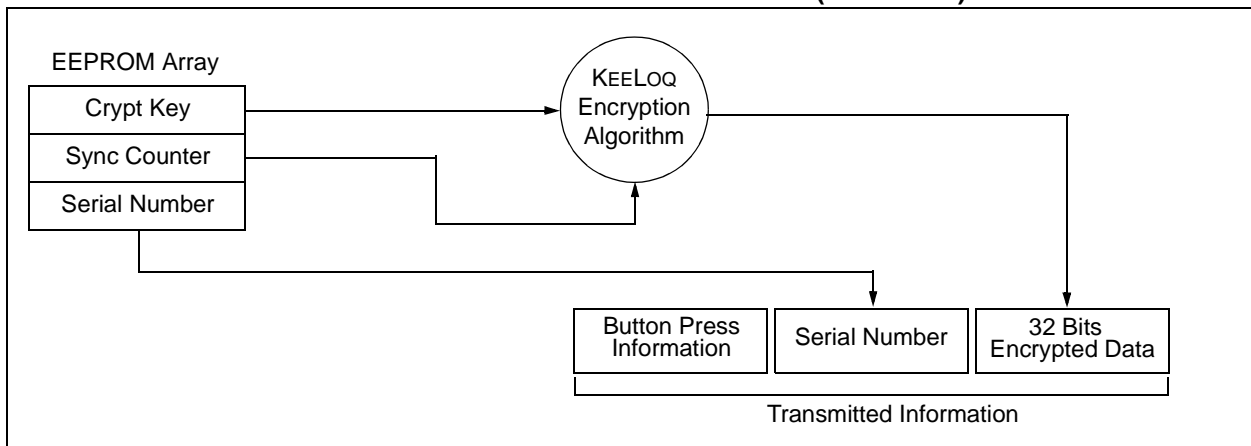 EEPROM Array
Crypt Key
Sync Counter
Serial Number
KEELOQ
Encryption
Algorithm
Button Press
Information
Serial Number
32 Bits
Encrypted Data
Transmitted Information